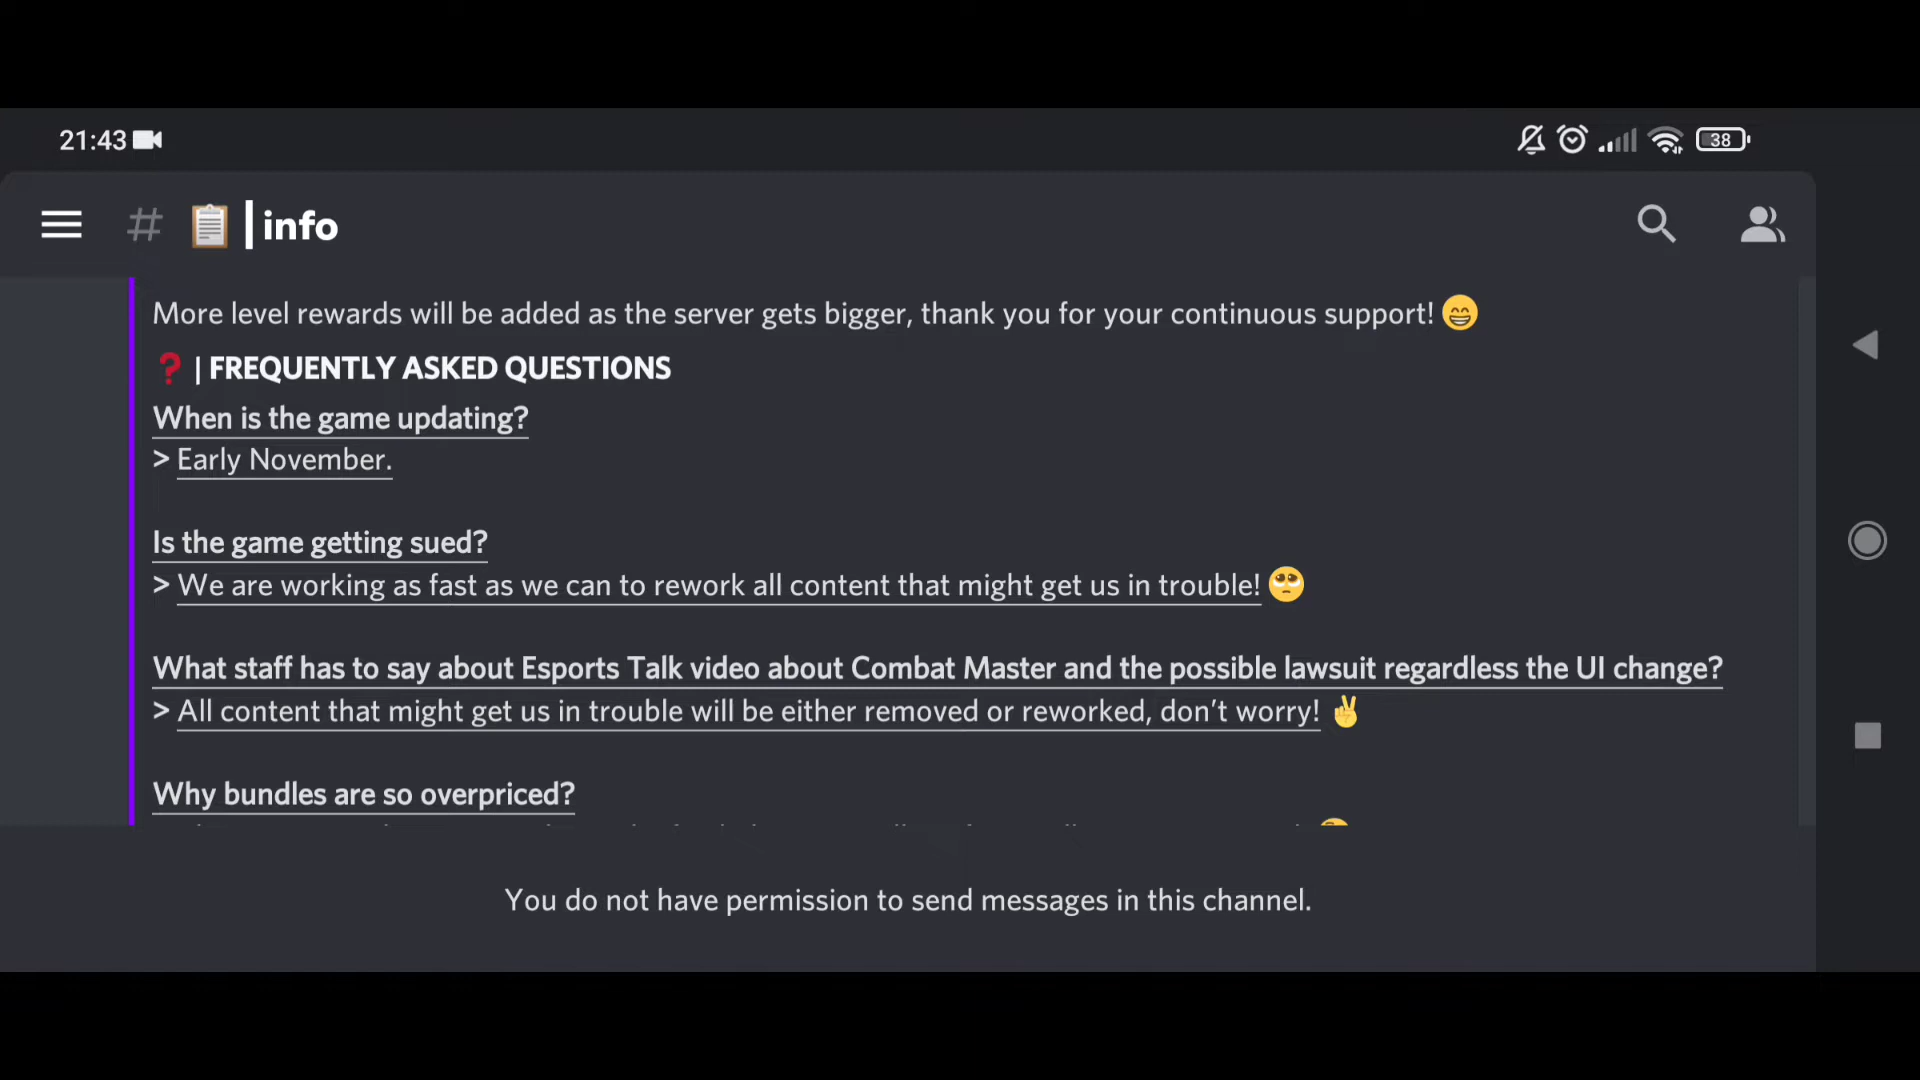 21:43
38
# 📋 | info
More level rewards will be added as the server gets bigger, thank you for your continuous support! 😁
❓ | FREQUENTLY ASKED QUESTIONS
When is the game updating?
> Early November.
Is the game getting sued?
> We are working as fast as we can to rework all content that might get us in trouble! 🥺
What staff has to say about Esports Talk video about Combat Master and the possible lawsuit regardless the UI change?
> All content that might get us in trouble will be either removed or reworked, don’t worry! ✌
Why bundles are so overpriced?
You do not have permission to send messages in this channel.